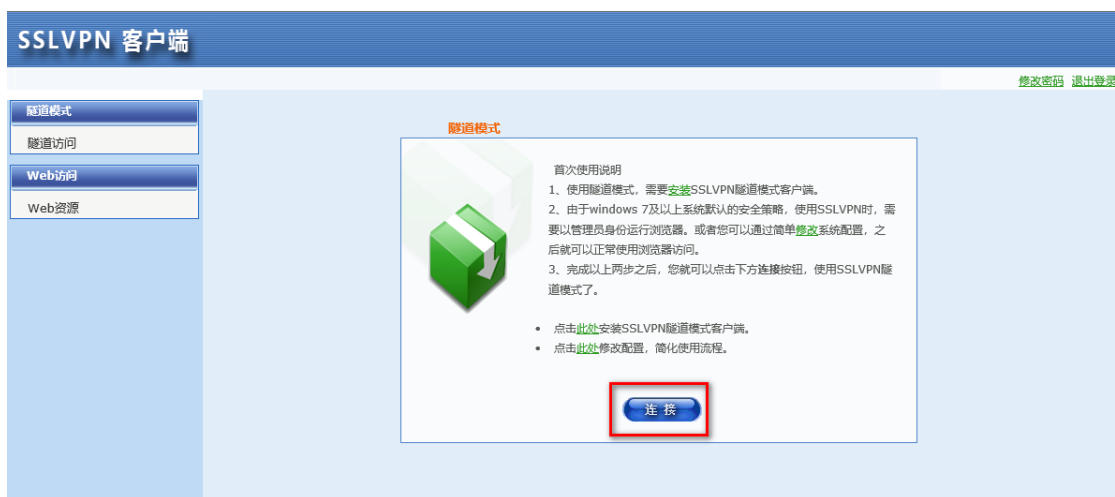 SSLVPN 客户端
修改密码 退出登录
隧道模式
隧道访问
Web访问
Web资源
隧道模式
首次使用说明
1、使用隧道模式，需要安装SSLVPN隧道模式客户端。
2、由于windows 7及以上系统默认的安全策略，使用SSLVPN时，需
要以管理员身份运行浏览器。或者您可以通过简单修改系统配置，之
后就可以正常使用浏览器访问。
3、完成以上两步之后，您就可以点击下方连接按钮，使用SSLVPN隧
道模式了。
• 点击此处安装SSLVPN隧道模式客户端。
• 点击此处修改配置，简化使用流程。
连 接